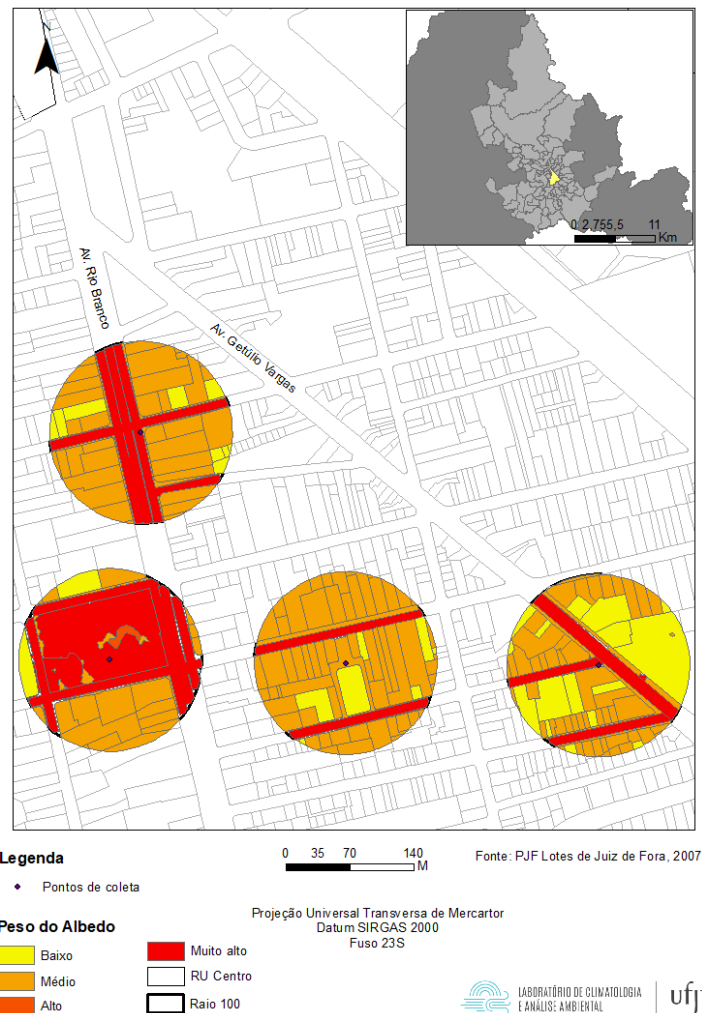 N
0 2,755,5 11
Km
Av. Rio Branco
Av. Getúlio Vargas
Legenda
Pontos de coleta
0 35 70 140
M
Fonte: PJF Lotes de Juiz de Fora, 2007
Projeção Universal Transversa de Mercartor
Datum SIRGAS 2000
Fuso 23S
Peso do Albedo
Baixo
Médio
Alto
Muito alto
RU Centro
Raio 100
LABORATÓRIO DE CLIMATOLOGIA
E ANÁLISE AMBIENTAL